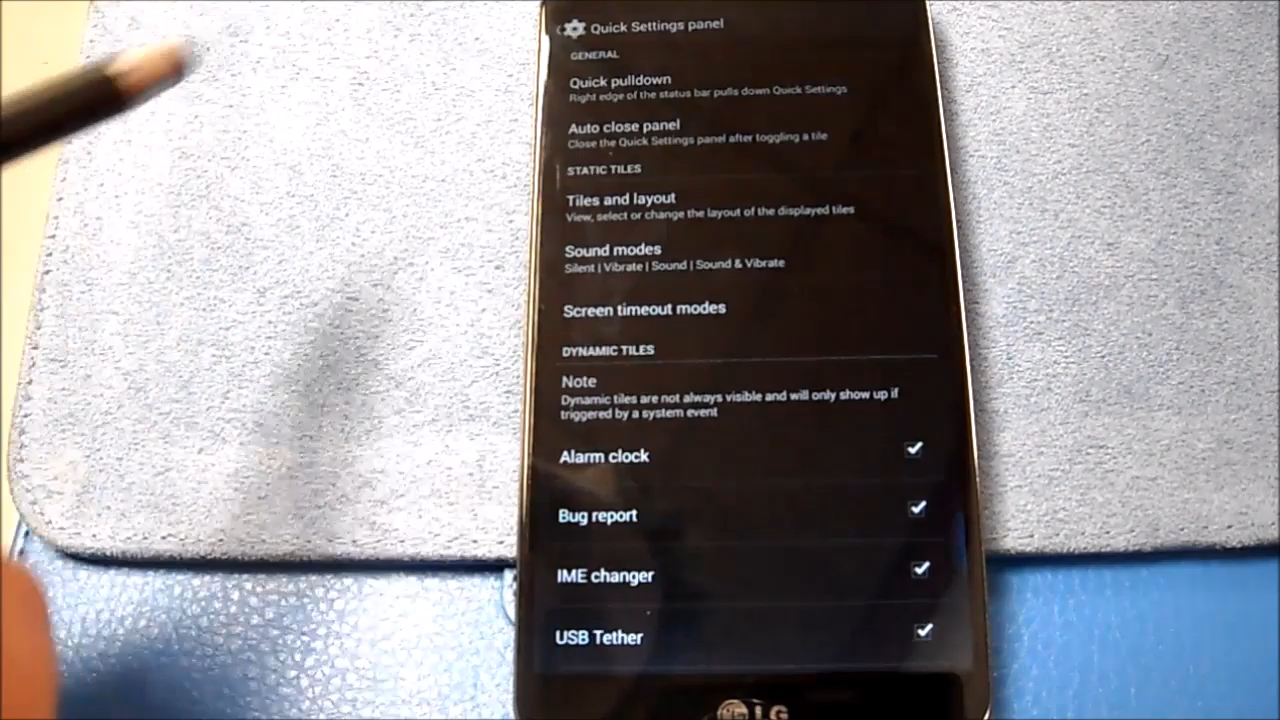 Quick Settings panel
GENERAL
Quick pulldown
Right edge of the status bar pulls down Quick Settings
Auto close panel
Close the Quick Settings panel after toggling a tile
STATIC TILES
Tiles and layout
View, select or change the layout of the displayed tiles
Sound modes
Silent | Vibrate | Sound | Sound & Vibrate
Screen timeout modes
DYNAMIC TILES
Note
Dynamic tiles are not always visible and will only show up if
triggered by a system event
Alarm clock
Bug report
IME changer
USB Tether
LG